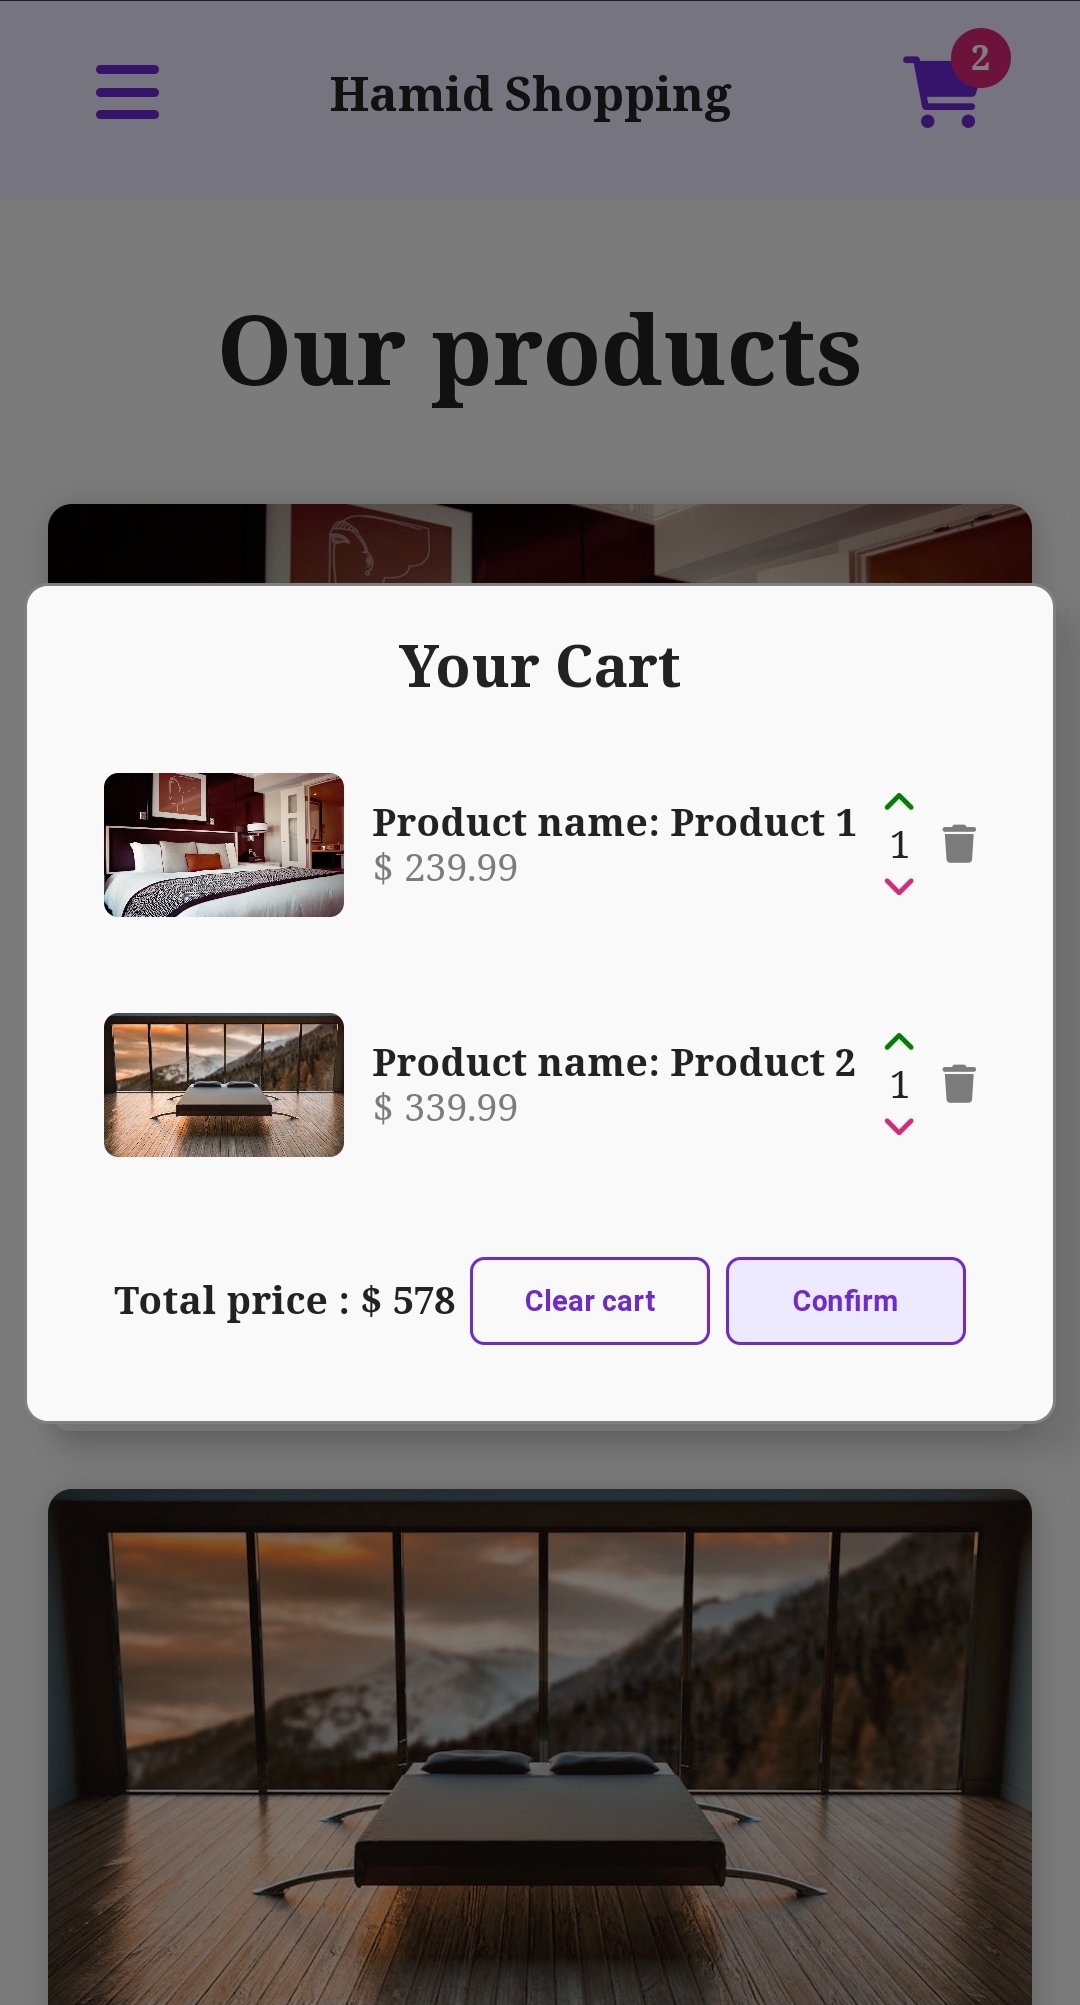 Hamid Shopping
2
Our products
Your Cart
Product name: Product 1
$ 239.99
1
Product name: Product 2
$ 339.99
1
Total price : $ 578
Clear cart
Confirm